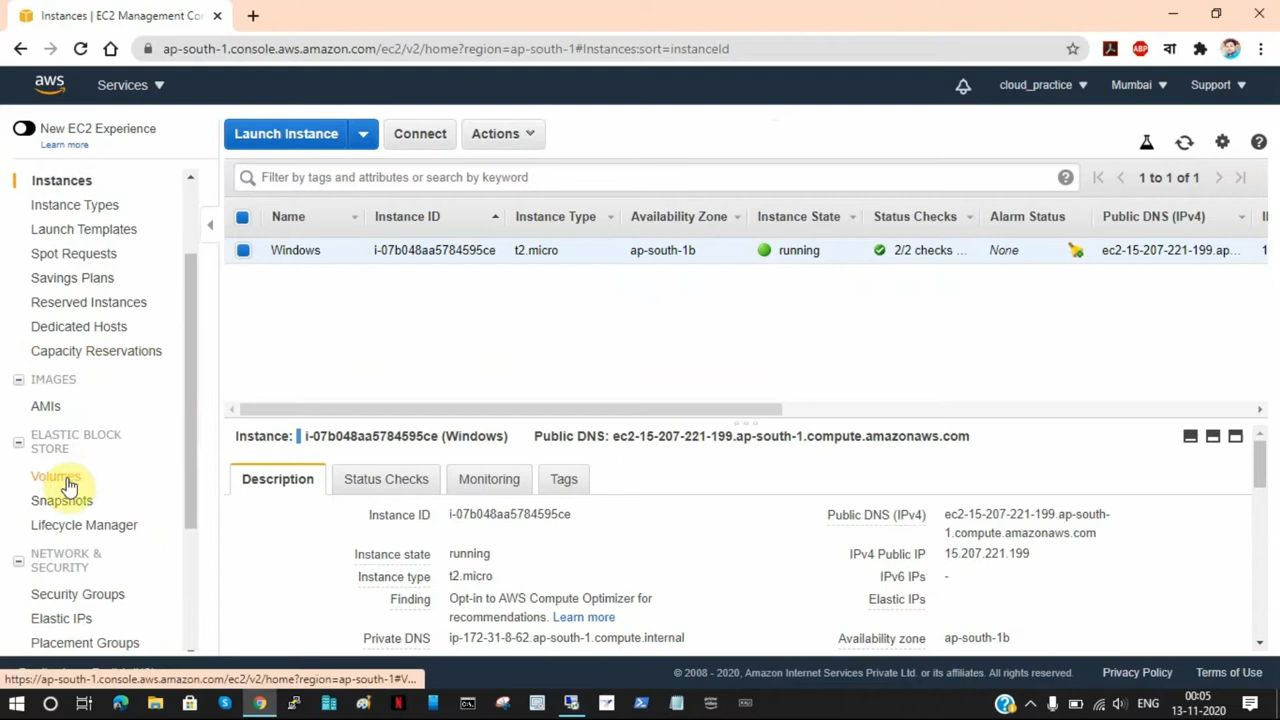 Instances | EC2 Management Co
ap-south-1.console.aws.amazon.com/ec2/v2/home?region=ap-south-1#Instances:sort=instanceId
ABP
বা
aws
Services
cloud_practice
Mumbai
Support
New EC2 Experience
Learn more
Launch Instance
Connect
Actions
Filter by tags and attributes or search by keyword
1 to 1 of 1
Name
Instance ID
Instance Type
Availability Zone
Instance State
Status Checks
Alarm Status
Public DNS (IPv4)
Windows
i-07b048aa5784595ce
t2.micro
ap-south-1b
running
2/2 checks ...
None
ec2-15-207-221-199.ap...
Instances
Instance Types
Launch Templates
Spot Requests
Savings Plans
Reserved Instances
Dedicated Hosts
Capacity Reservations
IMAGES
AMIs
ELASTIC BLOCK
STORE
Volumes
Snapshots
Lifecycle Manager
NETWORK &
SECURITY
Security Groups
Elastic IPs
Placement Groups
Instance: i-07b048aa5784595ce (Windows) Public DNS: ec2-15-207-221-199.ap-south-1.compute.amazonaws.com
Description
Status Checks
Monitoring
Tags
Instance ID
i-07b048aa5784595ce
Public DNS (IPv4)
ec2-15-207-221-199.ap-south-
1.compute.amazonaws.com
Instance state
running
IPv4 Public IP
15.207.221.199
Instance type
t2.micro
IPv6 IPs
-
Finding
Opt-in to AWS Compute Optimizer for
recommendations. Learn more
Elastic IPs
Private DNS
ip-172-31-8-62.ap-south-1.compute.internal
Availability zone
ap-south-1b
https://ap-south-1.console.aws.amazon.com/ec2/v2/home?region=ap-south-1#V...
© 2008 - 2020, Amazon Internet Services Private Ltd. or its affiliates. All rights reserved.
Privacy Policy
Terms of Use
ENG
00:05
13-11-2020